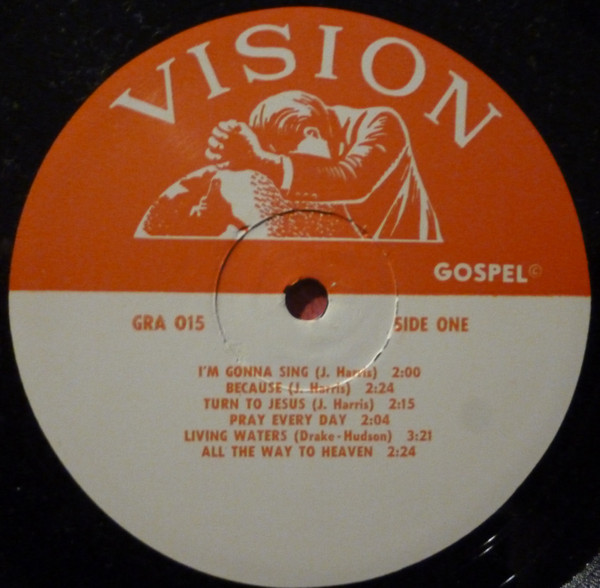 VISION
GOSPEL©
GRA 015 SIDE ONE
I'M GONNA SING (J. Harris) 2:00
BECAUSE (J. Harris) 2:24
TURN TO JESUS (J. Harris) 2:15
PRAY EVERY DAY 2:04
LIVING WATERS (Drake-Hudson) 3:21
ALL THE WAY TO HEAVEN 2:24